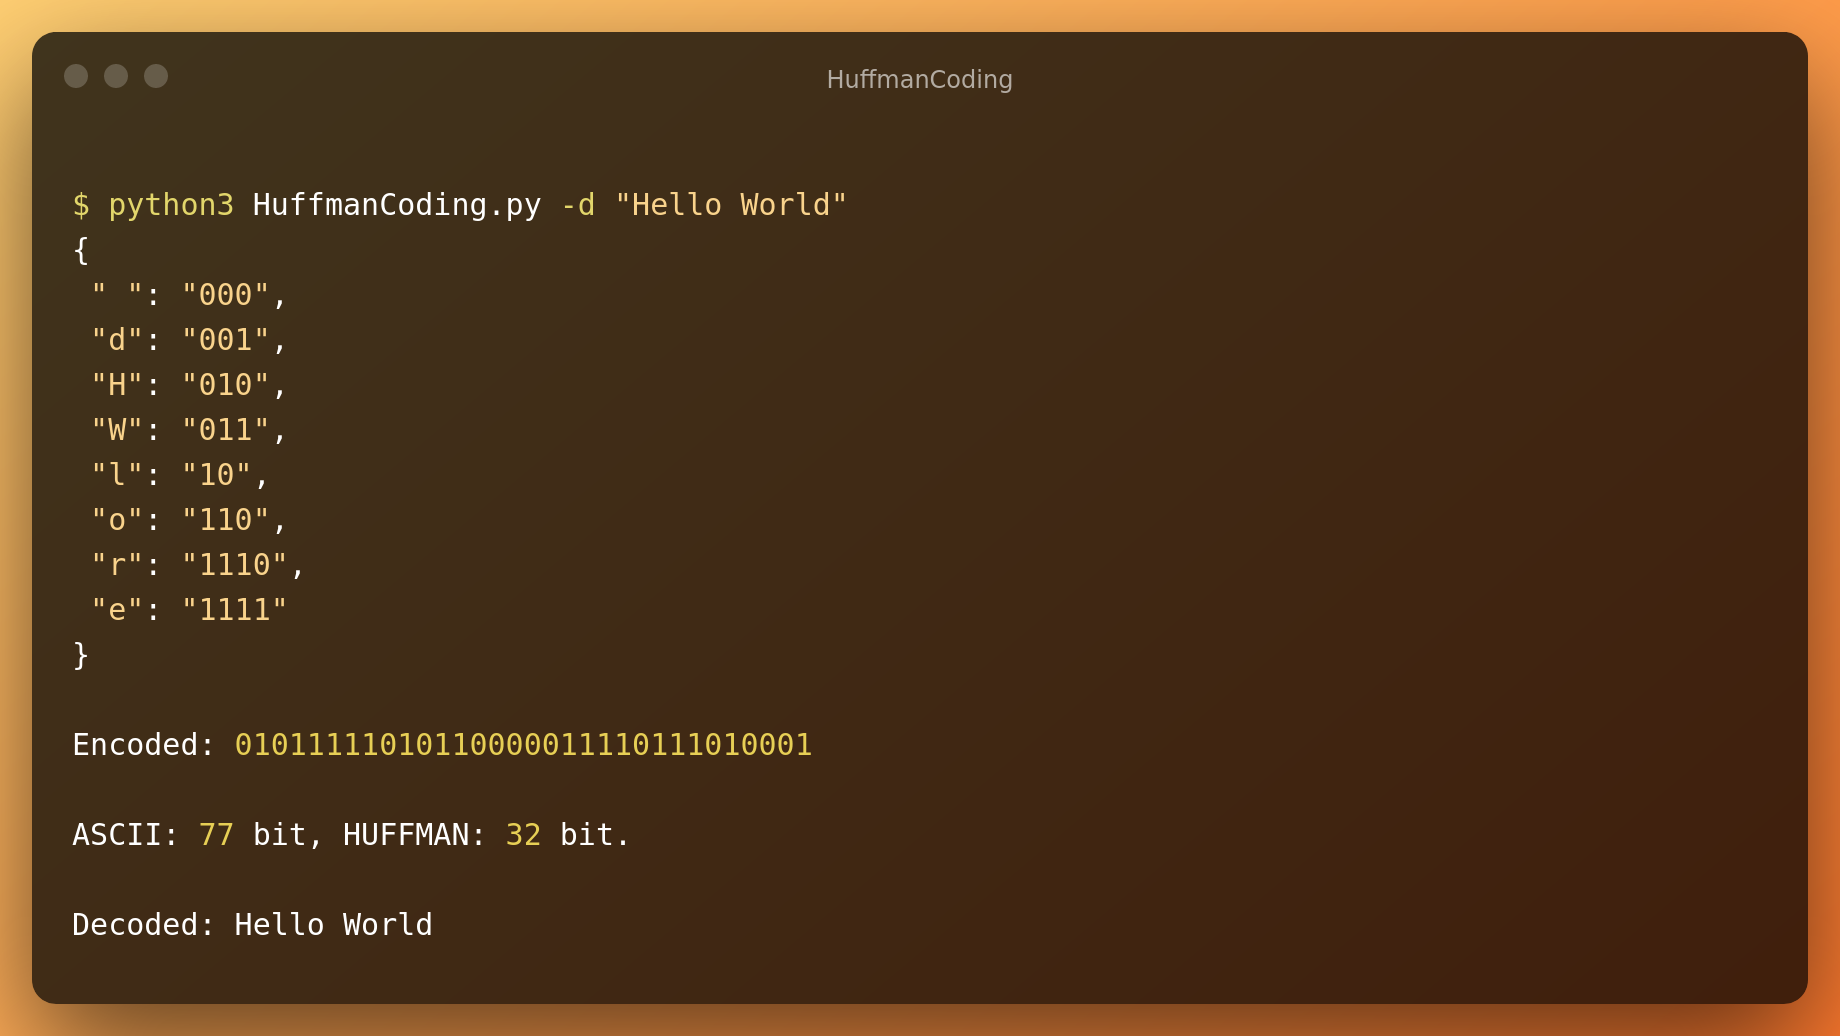 HuffmanCoding
$ python3 HuffmanCoding.py -d "Hello World"
{
 " ": "000",
 "d": "001",
 "H": "010",
 "W": "011",
 "l": "10",
 "o": "110",
 "r": "1110",
 "e": "1111"
}
Encoded: 01011111010110000011110111010001
ASCII: 77 bit, HUFFMAN: 32 bit.
Decoded: Hello World